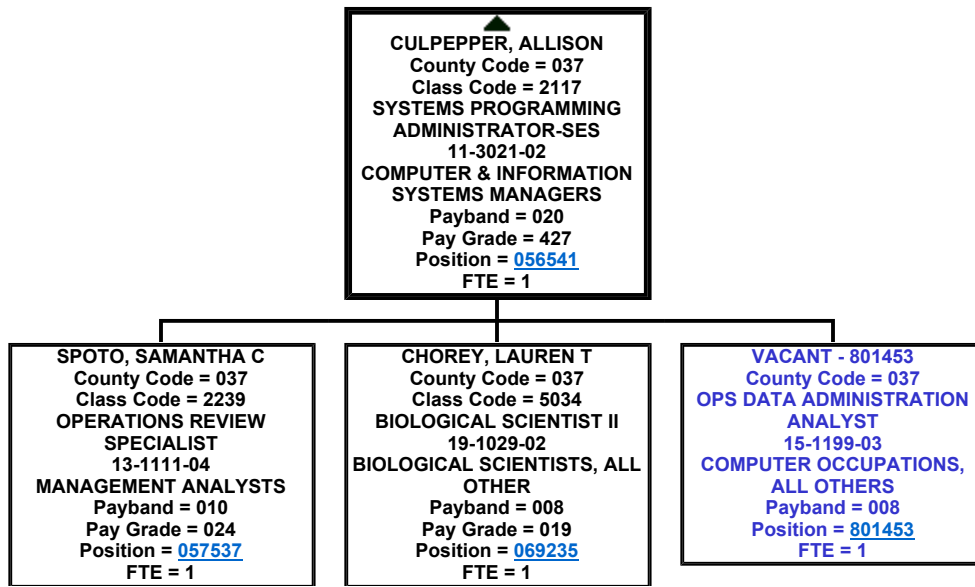 CULPEPPER, ALLISON
County Code = 037
Class Code = 2117
SYSTEMS PROGRAMMING
ADMINISTRATOR-SES
11-3021-02
COMPUTER & INFORMATION
SYSTEMS MANAGERS
Payband = 020
Pay Grade = 427
Position = 056541
FTE = 1
SPOTO, SAMANTHA C
County Code = 037
Class Code = 2239
OPERATIONS REVIEW
SPECIALIST
13-1111-04
MANAGEMENT ANALYSTS
Payband = 010
Pay Grade = 024
Position = 057537
FTE = 1
CHOREY, LAUREN T
County Code = 037
Class Code = 5034
BIOLOGICAL SCIENTIST II
19-1029-02
BIOLOGICAL SCIENTISTS, ALL
OTHER
Payband = 008
Pay Grade = 019
Position = 069235
FTE = 1
VACANT - 801453
County Code = 037
OPS DATA ADMINISTRATION
ANALYST
15-1199-03
COMPUTER OCCUPATIONS,
ALL OTHERS
Payband = 008
Position = 801453
FTE = 1